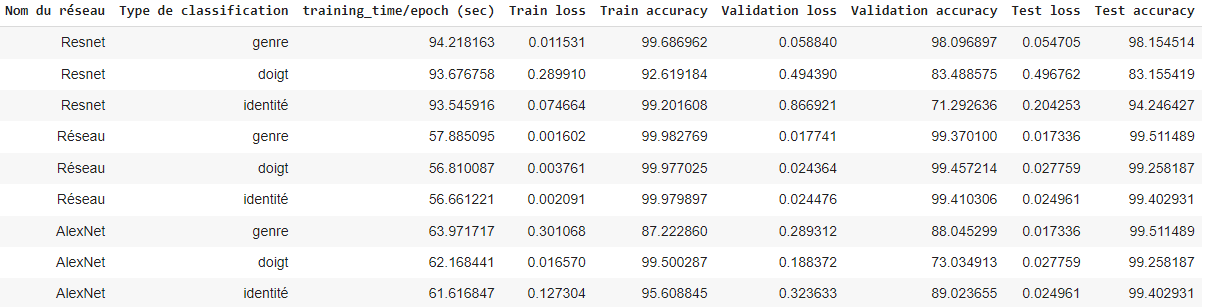 Nom du réseau Type de classification training_time/epoch (sec) Train loss Train accuracy Validation loss Validation accuracy Test loss Test accuracy
Resnet genre 94.218163 0.011531 99.686962 0.058840 98.096897 0.054705 98.154514
Resnet doigt 93.676758 0.289910 92.619184 0.494390 83.488575 0.496762 83.155419
Resnet identité 93.545916 0.074664 99.201608 0.866921 71.292636 0.204253 94.246427
Réseau genre 57.885095 0.001602 99.982769 0.017741 99.370100 0.017336 99.511489
Réseau doigt 56.810087 0.003761 99.977025 0.024364 99.457214 0.027759 99.258187
Réseau identité 56.661221 0.002091 99.979897 0.024476 99.410306 0.024961 99.402931
AlexNet genre 63.971717 0.301068 87.222860 0.289312 88.045299 0.017336 99.511489
AlexNet doigt 62.168441 0.016570 99.500287 0.188372 73.034913 0.027759 99.258187
AlexNet identité 61.616847 0.127304 95.608845 0.323633 89.023655 0.024961 99.402931